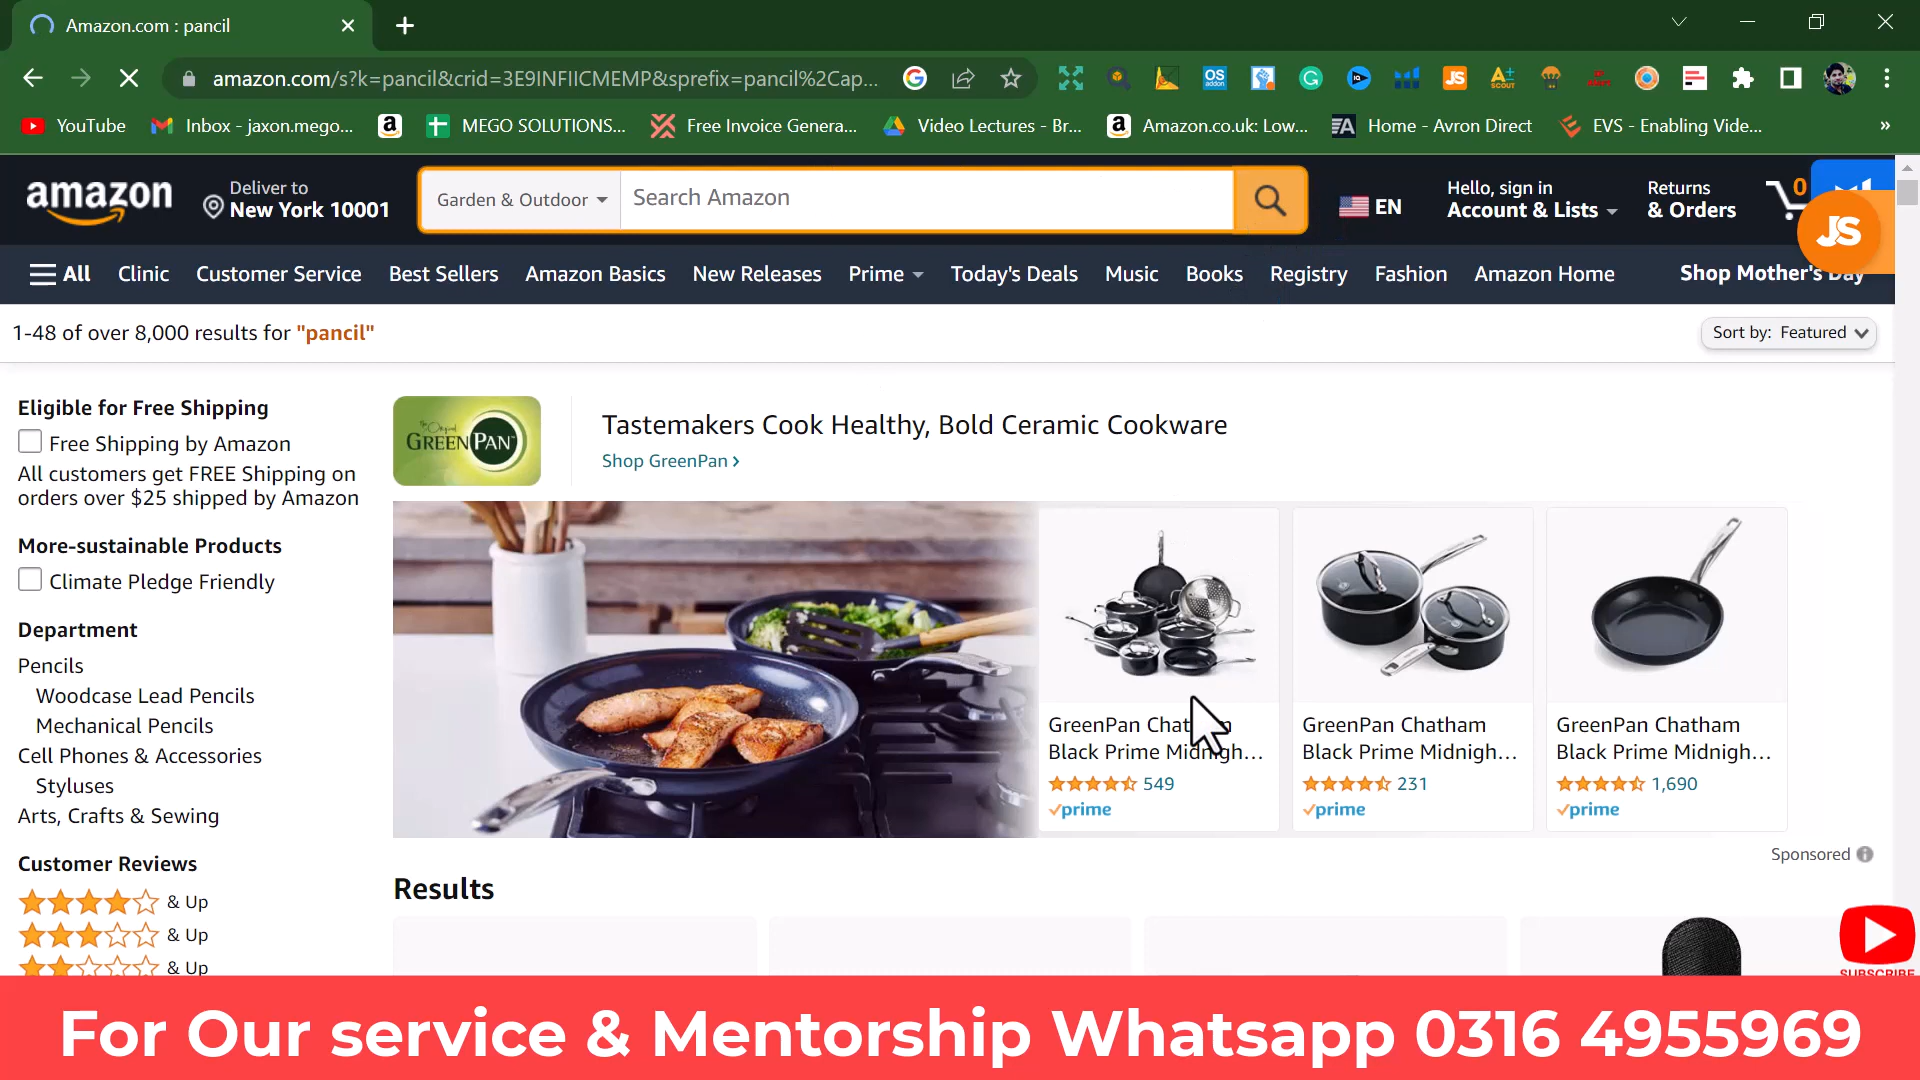 Amazon.com : pancil
amazon.com/s?k=pancil&crid=3E9INFIICMEMP&sprefix=pancil%2Cap...
YouTube
Inbox - jaxon.mego...
MEGO SOLUTIONS...
Free Invoice Genera...
Video Lectures - Br...
Amazon.co.uk: Low...
Home - Avron Direct
EVS - Enabling Vide...
»
amazon
Deliver to
New York 10001
Garden & Outdoor
Search Amazon
EN
Hello, sign in
Account & Lists
Returns
& Orders
0
JS
All
Clinic
Customer Service
Best Sellers
Amazon Basics
New Releases
Prime
Today's Deals
Music
Books
Registry
Fashion
Amazon Home
Shop Mother's Day
1-48 of over 8,000 results for "pancil"
Sort by: Featured
Eligible for Free Shipping
Free Shipping by Amazon
All customers get FREE Shipping on
orders over $25 shipped by Amazon
More-sustainable Products
Climate Pledge Friendly
Department
Pencils
Woodcase Lead Pencils
Mechanical Pencils
Cell Phones & Accessories
Styluses
Arts, Crafts & Sewing
Customer Reviews
& Up
& Up
& Up
The Original
GREENPAN™
Tastemakers Cook Healthy, Bold Ceramic Cookware
Shop GreenPan ›
GreenPan Chatham
Black Prime Midnigh...
549
prime
GreenPan Chatham
Black Prime Midnigh...
231
prime
GreenPan Chatham
Black Prime Midnigh...
1,690
prime
Sponsored
Results
SUBSCRIBE
For Our service & Mentorship Whatsapp 0316 4955969